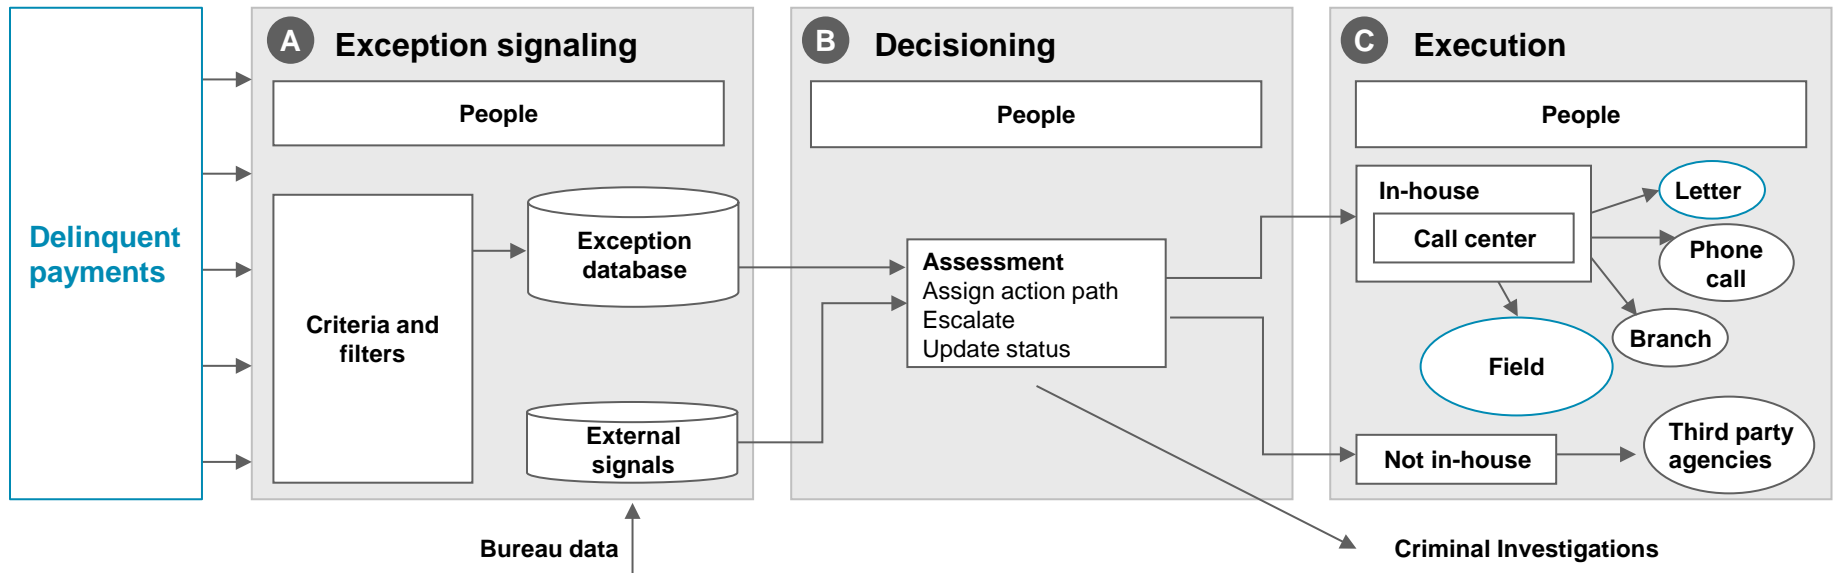 Delinquent
payments
A
Exception signaling
People
Criteria and
filters
Exception
database
External
signals
Bureau data
B
Decisioning
People
Assessment
Assign action path
Escalate
Update status
C
Execution
People
In-house
Call center
Letter
Phone
call
Branch
Field
Not in-house
Third party
agencies
Criminal Investigations